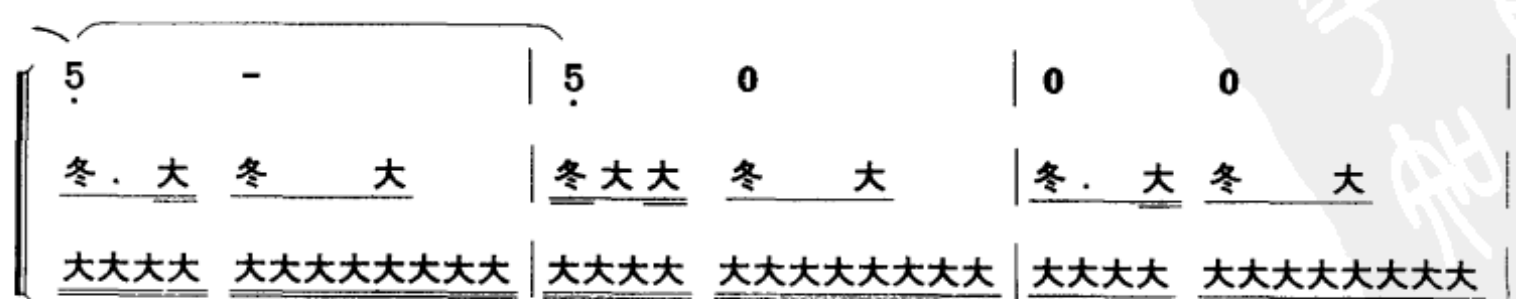 5 - | 5 0 | 0 0 |
冬. 大 冬 大 | 冬大大 冬 大 | 冬. 大 冬 大 |
大大大大 大大大大大大大大 | 大大大大 大大大大大大大大 | 大大大大 大大大大大大大大 |